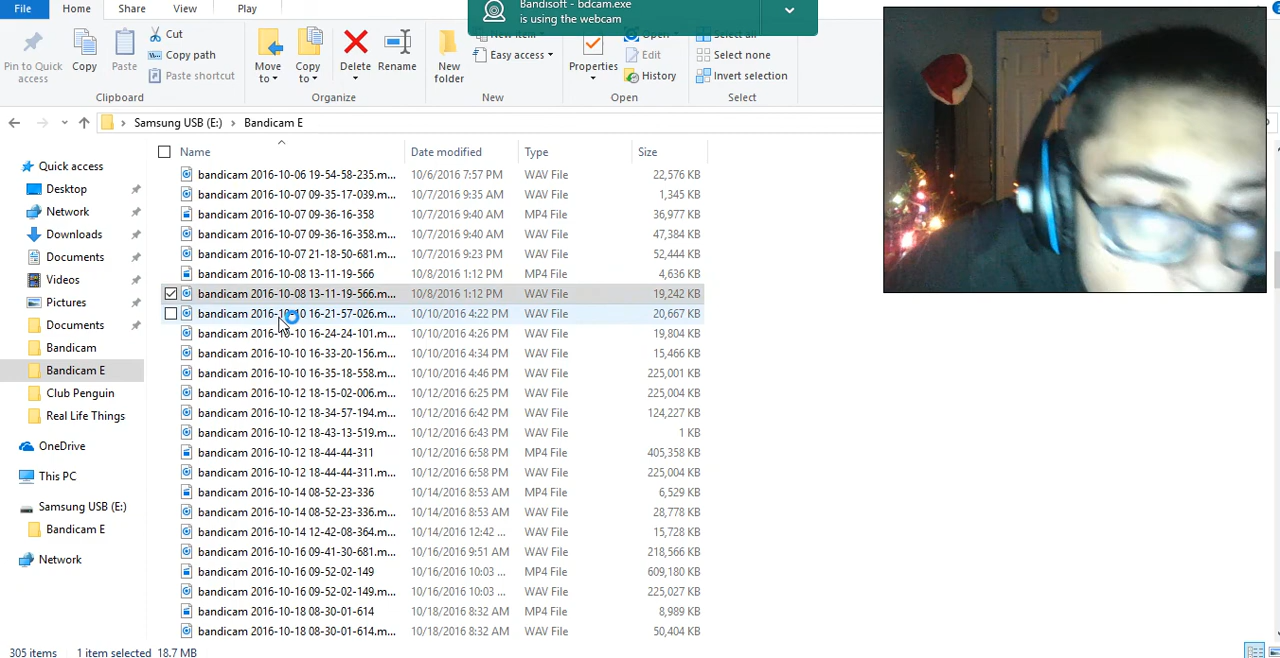 File Home Share View Play
Bandisoft - bdcam.exe
is using the webcam
Pin to Quick access
Copy
Paste
Cut
Copy path
Paste shortcut
Clipboard
Move to
Copy to
Delete
Rename
Organize
New folder
New item
Easy access
New
Properties
Open
Edit
History
Open
Select all
Select none
Invert selection
Select
Samsung USB (E:) › Bandicam E
Quick access
Desktop
Network
Downloads
Documents
Videos
Pictures
Documents
Bandicam
Bandicam E
Club Penguin
Real Life Things
OneDrive
This PC
Samsung USB (E:)
Bandicam E
Network
Name Date modified Type Size
bandicam 2016-10-06 19-54-58-235.m... 10/6/2016 7:57 PM WAV File 22,576 KB
bandicam 2016-10-07 09-35-17-039.m... 10/7/2016 9:35 AM WAV File 1,345 KB
bandicam 2016-10-07 09-36-16-358 10/7/2016 9:40 AM MP4 File 36,977 KB
bandicam 2016-10-07 09-36-16-358.m... 10/7/2016 9:40 AM WAV File 47,384 KB
bandicam 2016-10-07 21-18-50-681.m... 10/7/2016 9:23 PM WAV File 52,444 KB
bandicam 2016-10-08 13-11-19-566 10/8/2016 1:12 PM MP4 File 4,636 KB
bandicam 2016-10-08 13-11-19-566.m... 10/8/2016 1:12 PM WAV File 19,242 KB
bandicam 2016-10-10 16-21-57-026.m... 10/10/2016 4:22 PM WAV File 20,667 KB
bandicam 2016-10-10 16-24-24-101.m... 10/10/2016 4:26 PM WAV File 19,804 KB
bandicam 2016-10-10 16-33-20-156.m... 10/10/2016 4:34 PM WAV File 15,466 KB
bandicam 2016-10-10 16-35-18-558.m... 10/10/2016 4:46 PM WAV File 225,001 KB
bandicam 2016-10-12 18-15-02-006.m... 10/12/2016 6:25 PM WAV File 225,004 KB
bandicam 2016-10-12 18-34-57-194.m... 10/12/2016 6:42 PM WAV File 124,227 KB
bandicam 2016-10-12 18-43-13-519.m... 10/12/2016 6:43 PM WAV File 1 KB
bandicam 2016-10-12 18-44-44-311 10/12/2016 6:58 PM MP4 File 405,358 KB
bandicam 2016-10-12 18-44-44-311.m... 10/12/2016 6:58 PM WAV File 225,004 KB
bandicam 2016-10-14 08-52-23-336 10/14/2016 8:53 AM MP4 File 6,529 KB
bandicam 2016-10-14 08-52-23-336.m... 10/14/2016 8:53 AM WAV File 28,778 KB
bandicam 2016-10-14 12-42-08-364.m... 10/14/2016 12:42 ... WAV File 15,728 KB
bandicam 2016-10-16 09-41-30-681.m... 10/16/2016 9:51 AM WAV File 218,566 KB
bandicam 2016-10-16 09-52-02-149 10/16/2016 10:03 ... MP4 File 609,180 KB
bandicam 2016-10-16 09-52-02-149.m... 10/16/2016 10:03 ... WAV File 225,027 KB
bandicam 2016-10-18 08-30-01-614 10/18/2016 8:32 AM MP4 File 8,989 KB
bandicam 2016-10-18 08-30-01-614.m... 10/18/2016 8:32 AM WAV File 50,404 KB
305 items 1 item selected 18.7 MB